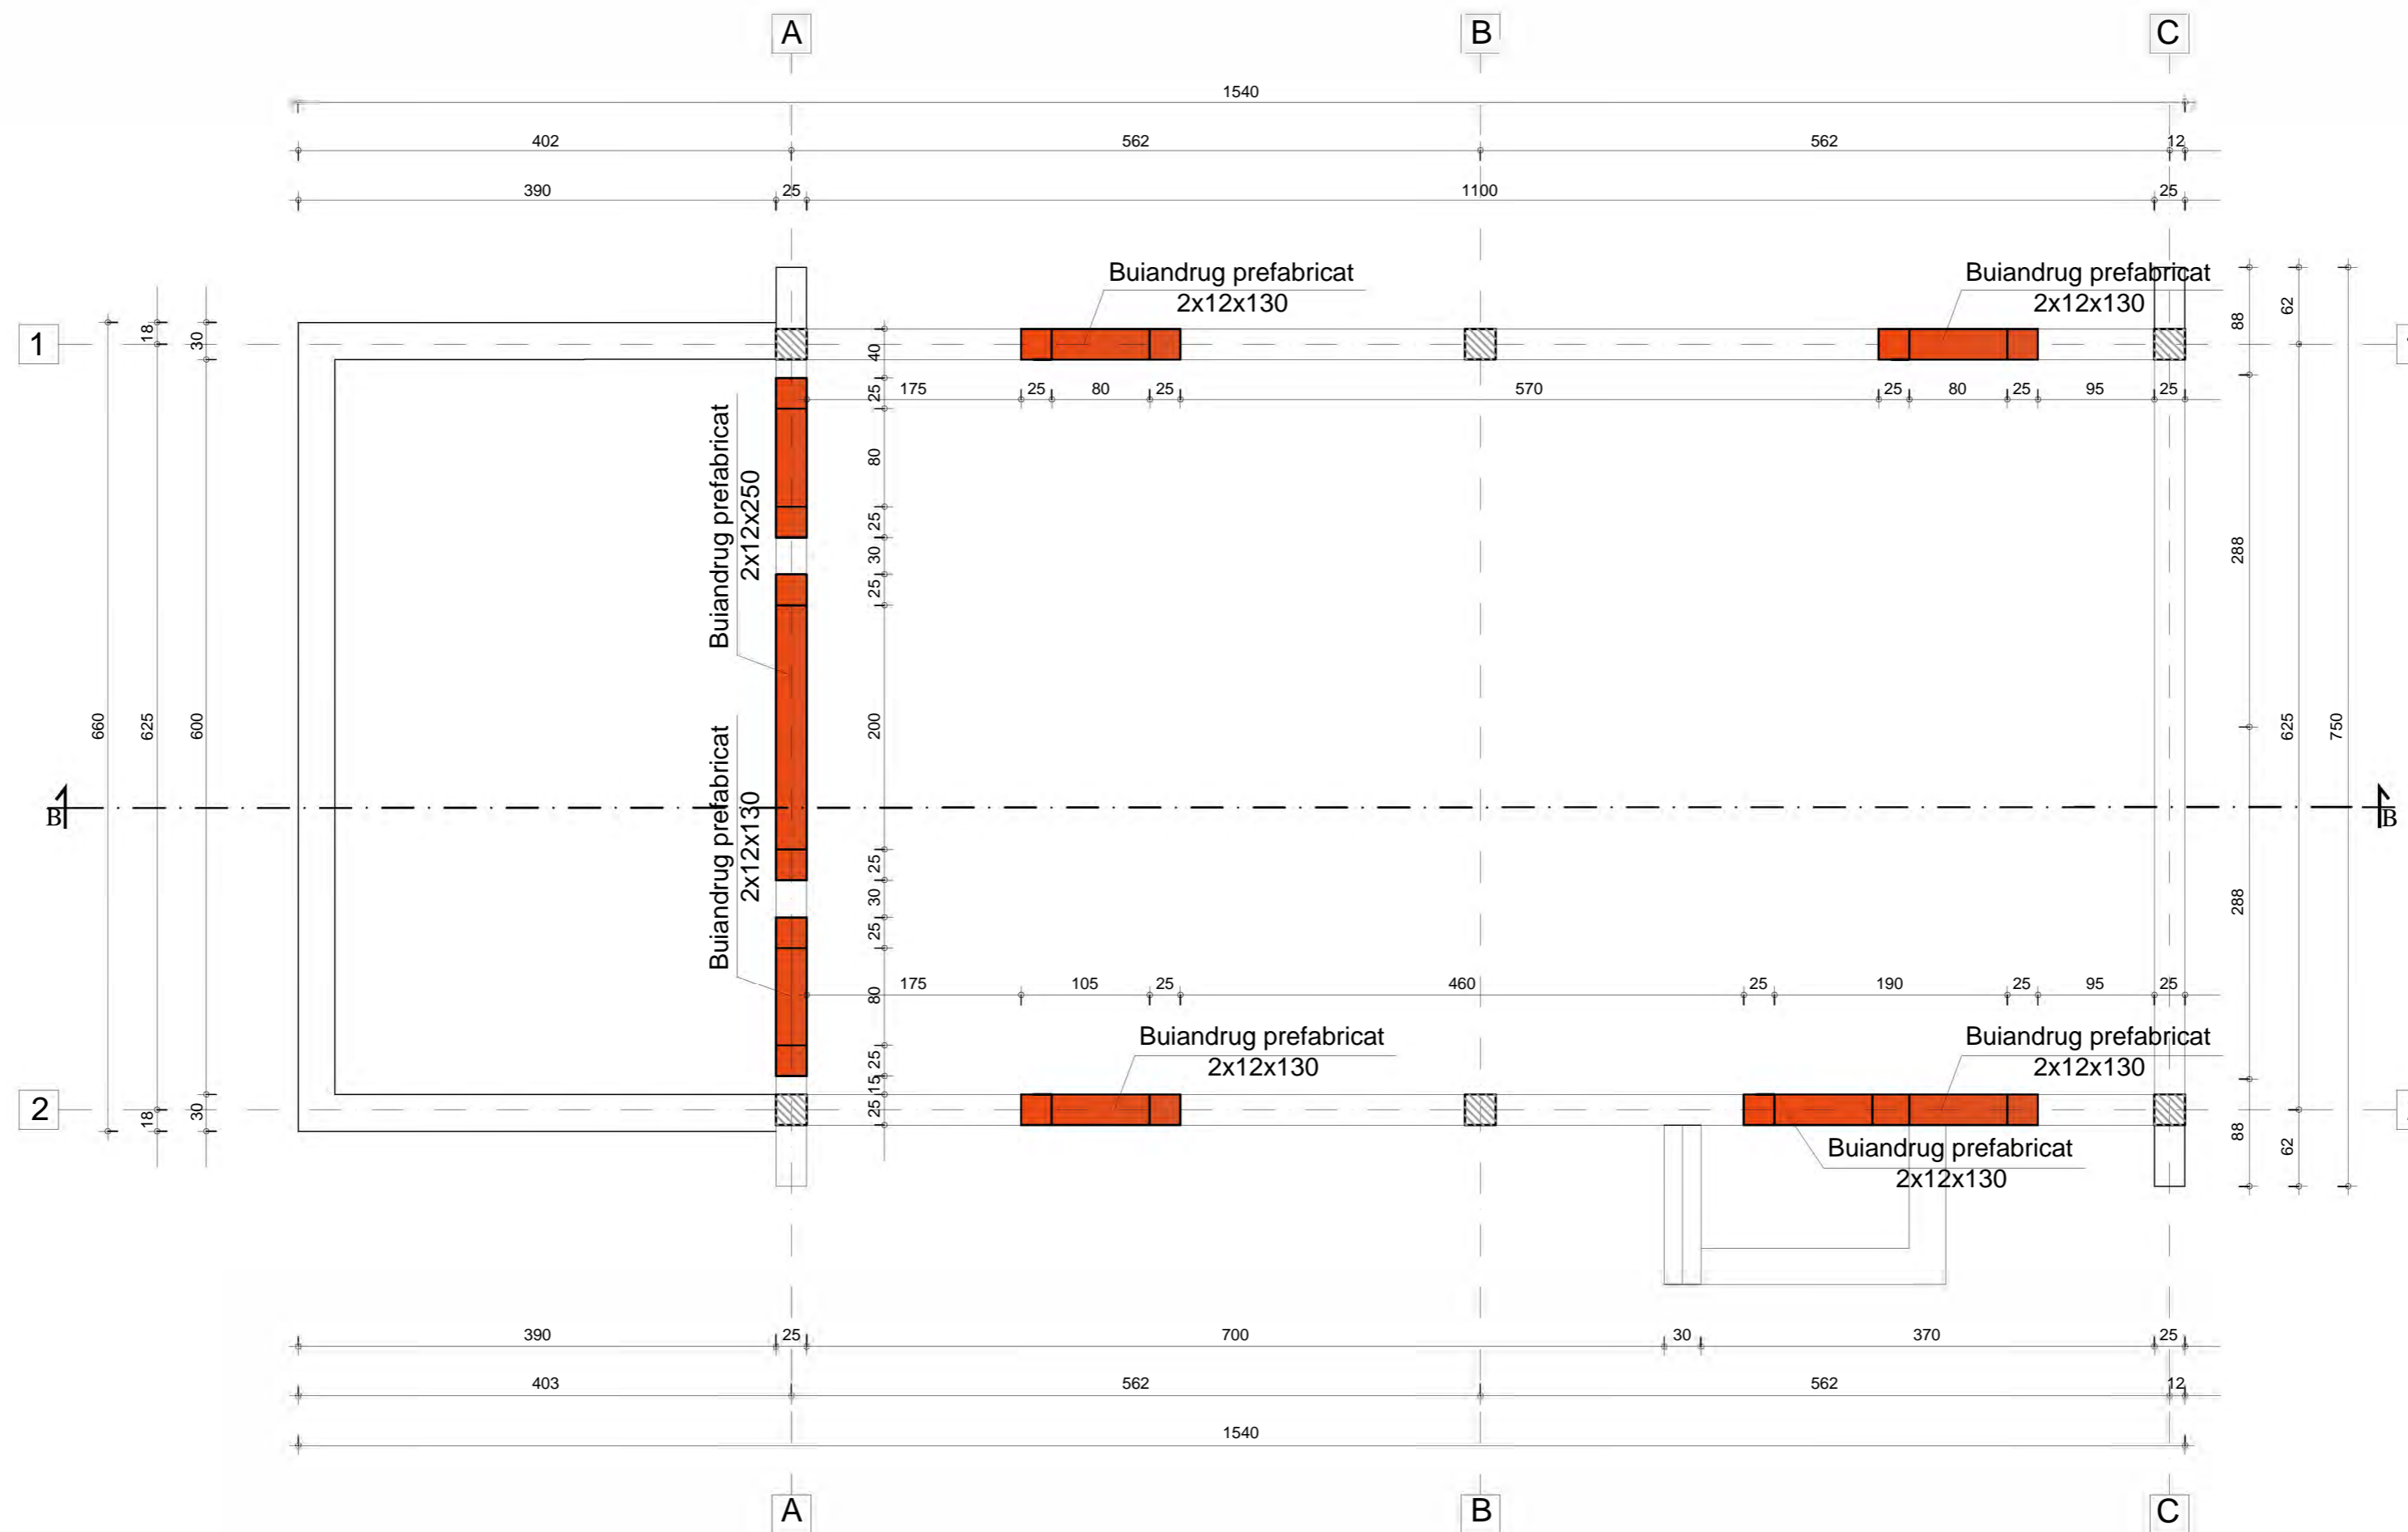 A B C
1540
402 562 562 12
390 25 1100 25
Buiandrug prefabricat
2x12x130
Buiandrug prefabricat
2x12x130
1
18
30
40
88
62
175 25 80 25 570 25 80 25 95 25
25
80
25
30
25
200
25
30
25
80
25
15
25
Buiandrug prefabricat
2x12x250
Buiandrug prefabricat
2x12x130
660
625
600
288
625
750
288
B
B
175 105 25 460 25 190 25 95 25
Buiandrug prefabricat
2x12x130
Buiandrug prefabricat
2x12x130
Buiandrug prefabricat
2x12x130
2
18
30
88
62
390 25 700 30 370 25
403 562 562 12
1540
A B C